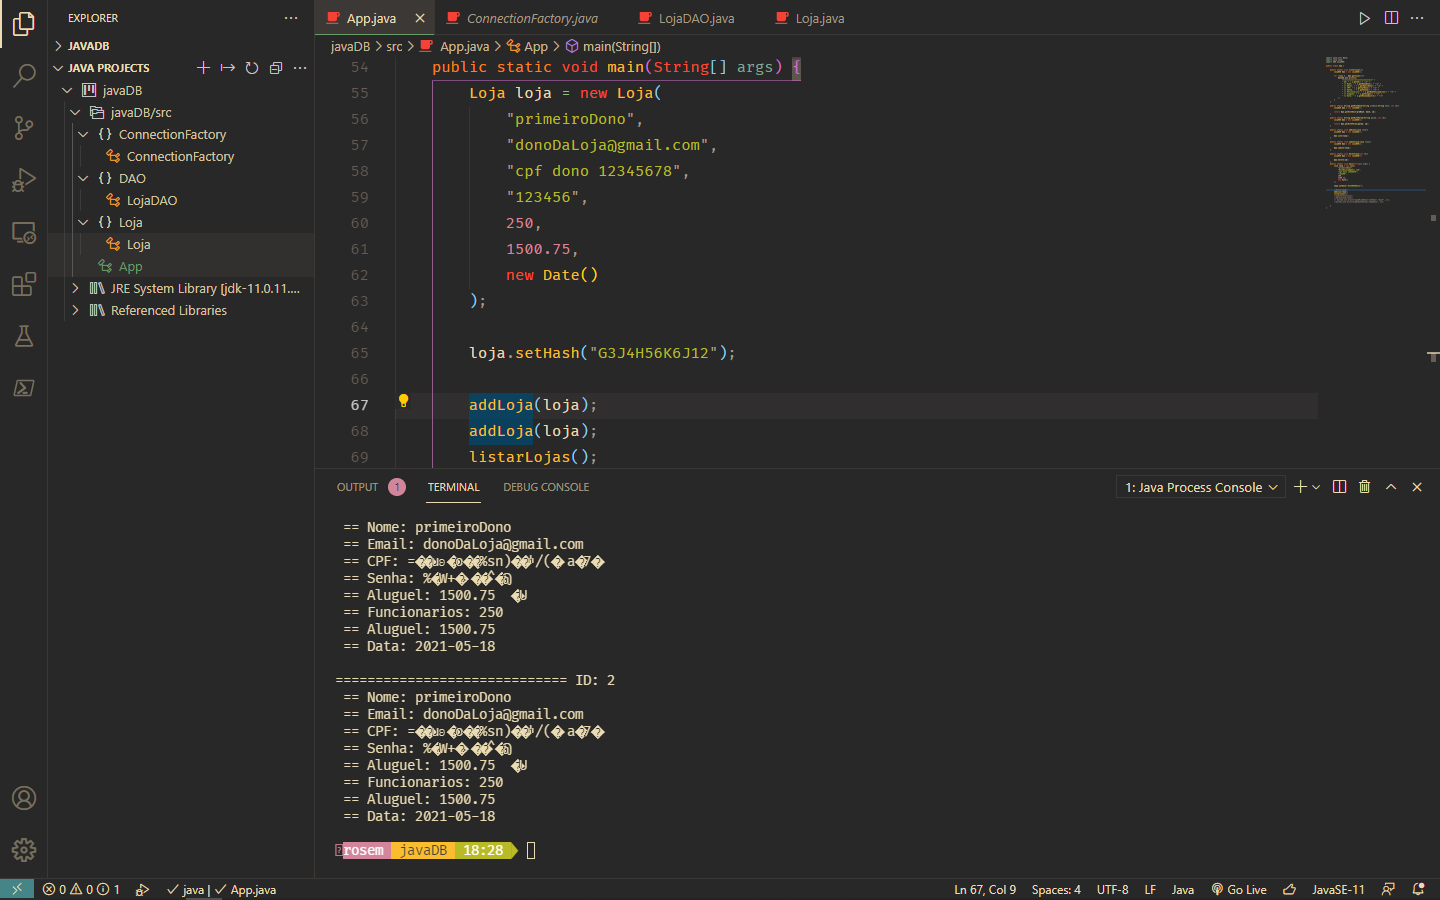 EXPLORER
JAVADB
JAVA PROJECTS
javaDB
javaDB/src
{} ConnectionFactory
ConnectionFactory
{} DAO
LojaDAO
{} Loja
Loja
App
JRE System Library [jdk-11.0.11....
Referenced Libraries
App.java
ConnectionFactory.java
LojaDAO.java
Loja.java
javaDB > src > App.java > App > main(String[])
54 public static void main(String[] args) {
55 Loja loja = new Loja(
56 "primeiroDono",
57 "donoDaLoja@gmail.com",
58 "cpf dono 12345678",
59 "123456",
60 250,
61 1500.75,
62 new Date()
63 );
64
65 loja.setHash("G3J4H56K6J12");
66
67 addLoja(loja);
68 addLoja(loja);
69 listarLojas();
OUTPUT 1 TERMINAL DEBUG CONSOLE
1: Java Process Console
== Nome: primeiroDono
== Email: donoDaLoja@gmail.com
== CPF:
== Senha:
== Aluguel: 1500.75
== Funcionarios: 250
== Aluguel: 1500.75
== Data: 2021-05-18
============================= ID: 2
== Nome: primeiroDono
== Email: donoDaLoja@gmail.com
== CPF:
== Senha:
== Aluguel: 1500.75
== Funcionarios: 250
== Aluguel: 1500.75
== Data: 2021-05-18
rosem javaDB 18:28
0 0 1 java | App.java
Ln 67, Col 9 Spaces: 4 UTF-8 LF Java Go Live JavaSE-11